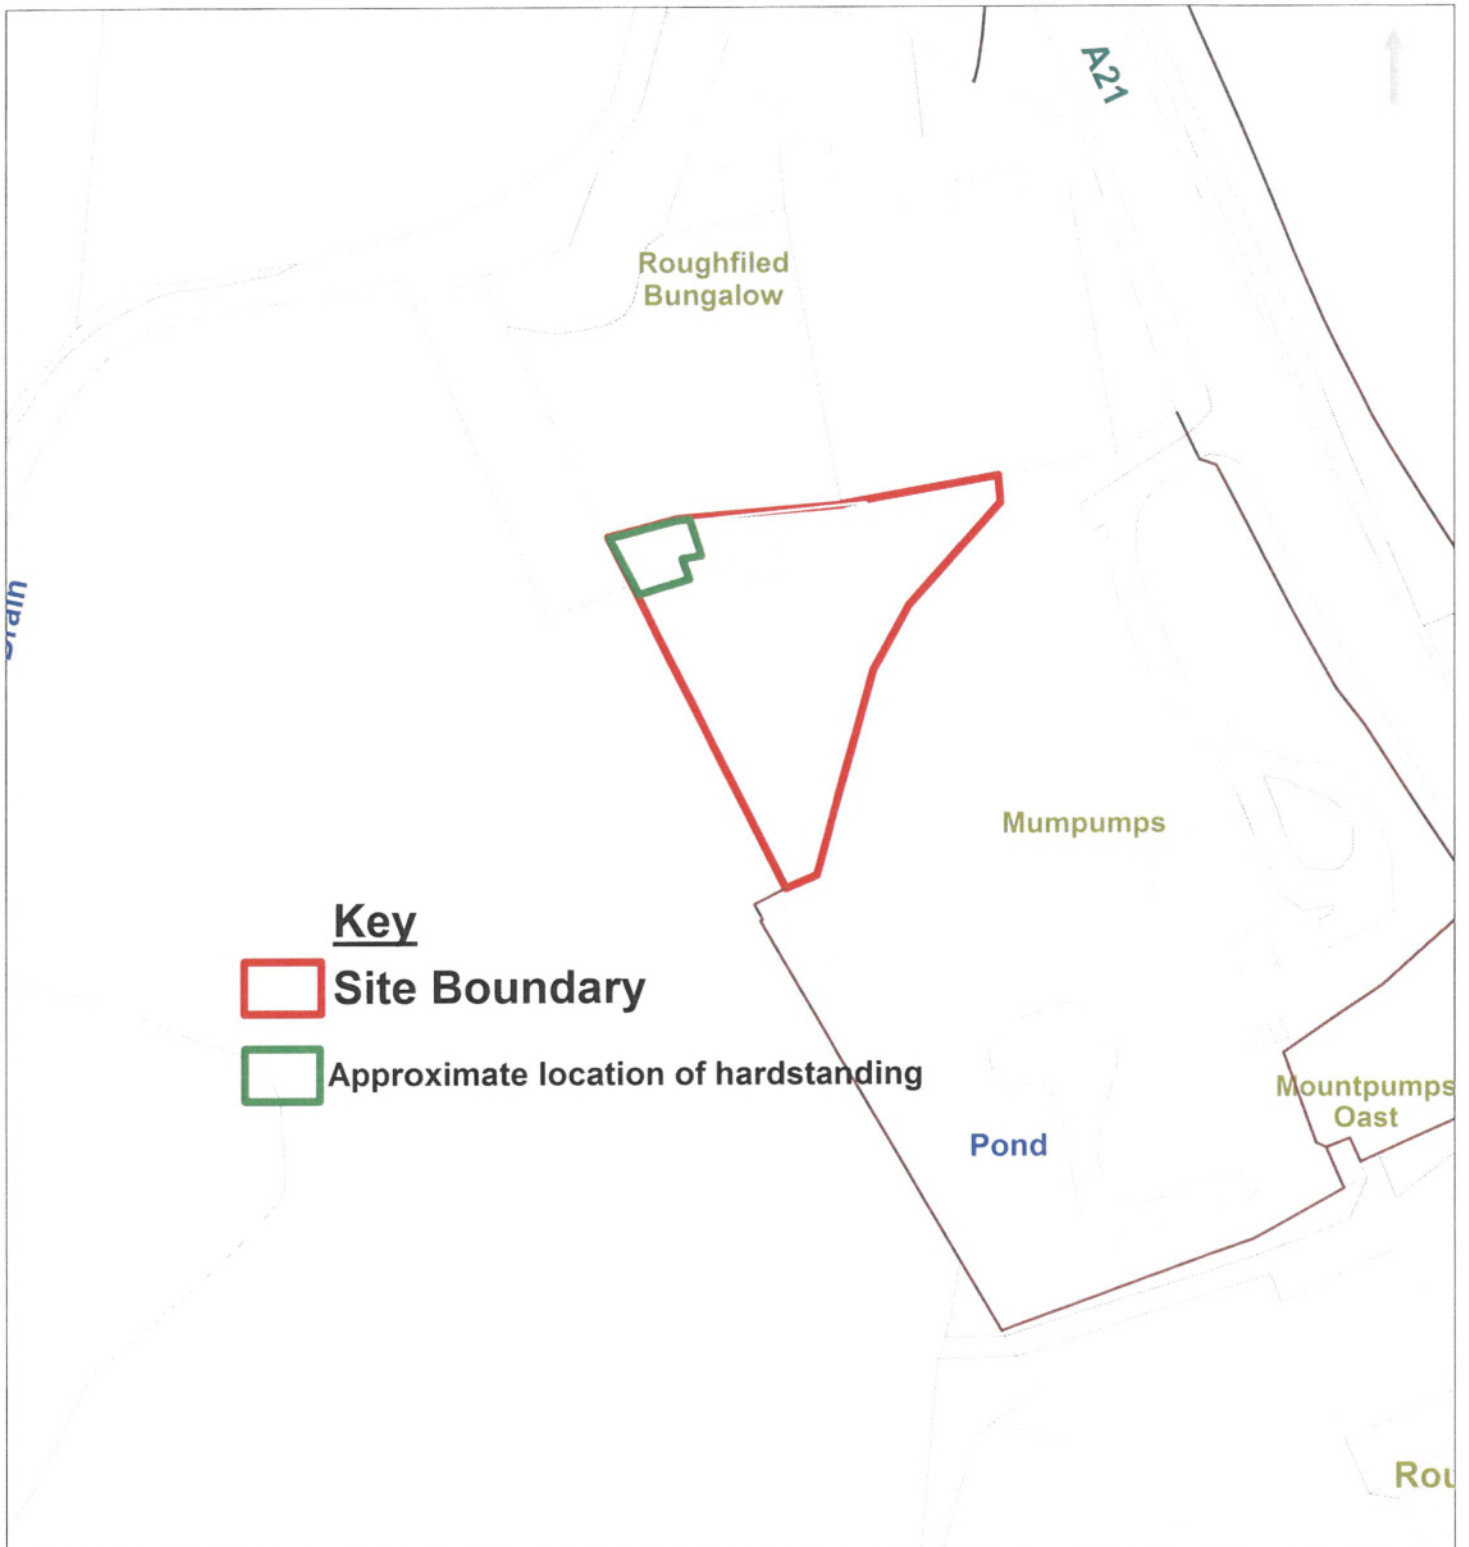 A21
Roughfiled
Bungalow
Mumpumps
Key
Site Boundary
Approximate location of hardstanding
Mountpumps
Oast
Pond